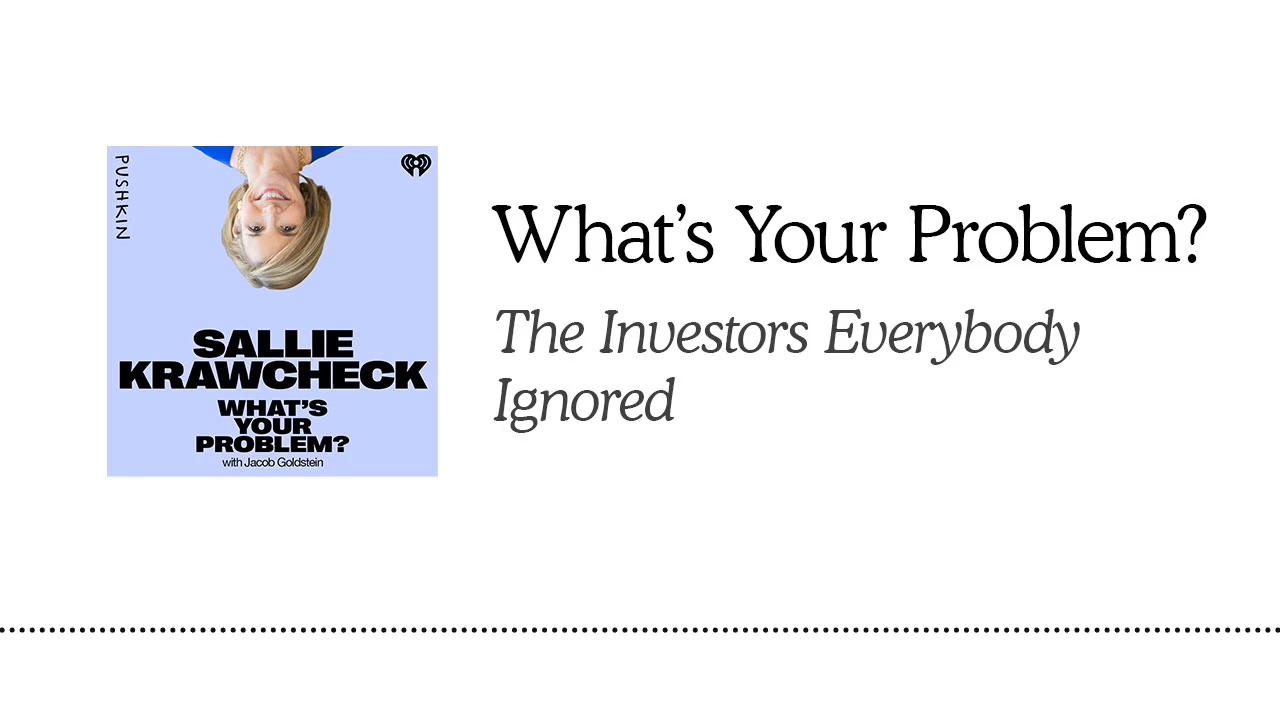 PUSHKIN
SALLIE
KRAWCHECK
WHAT'S
YOUR
PROBLEM?
with Jacob Goldstein
What's Your Problem?
The Investors Everybody
Ignored